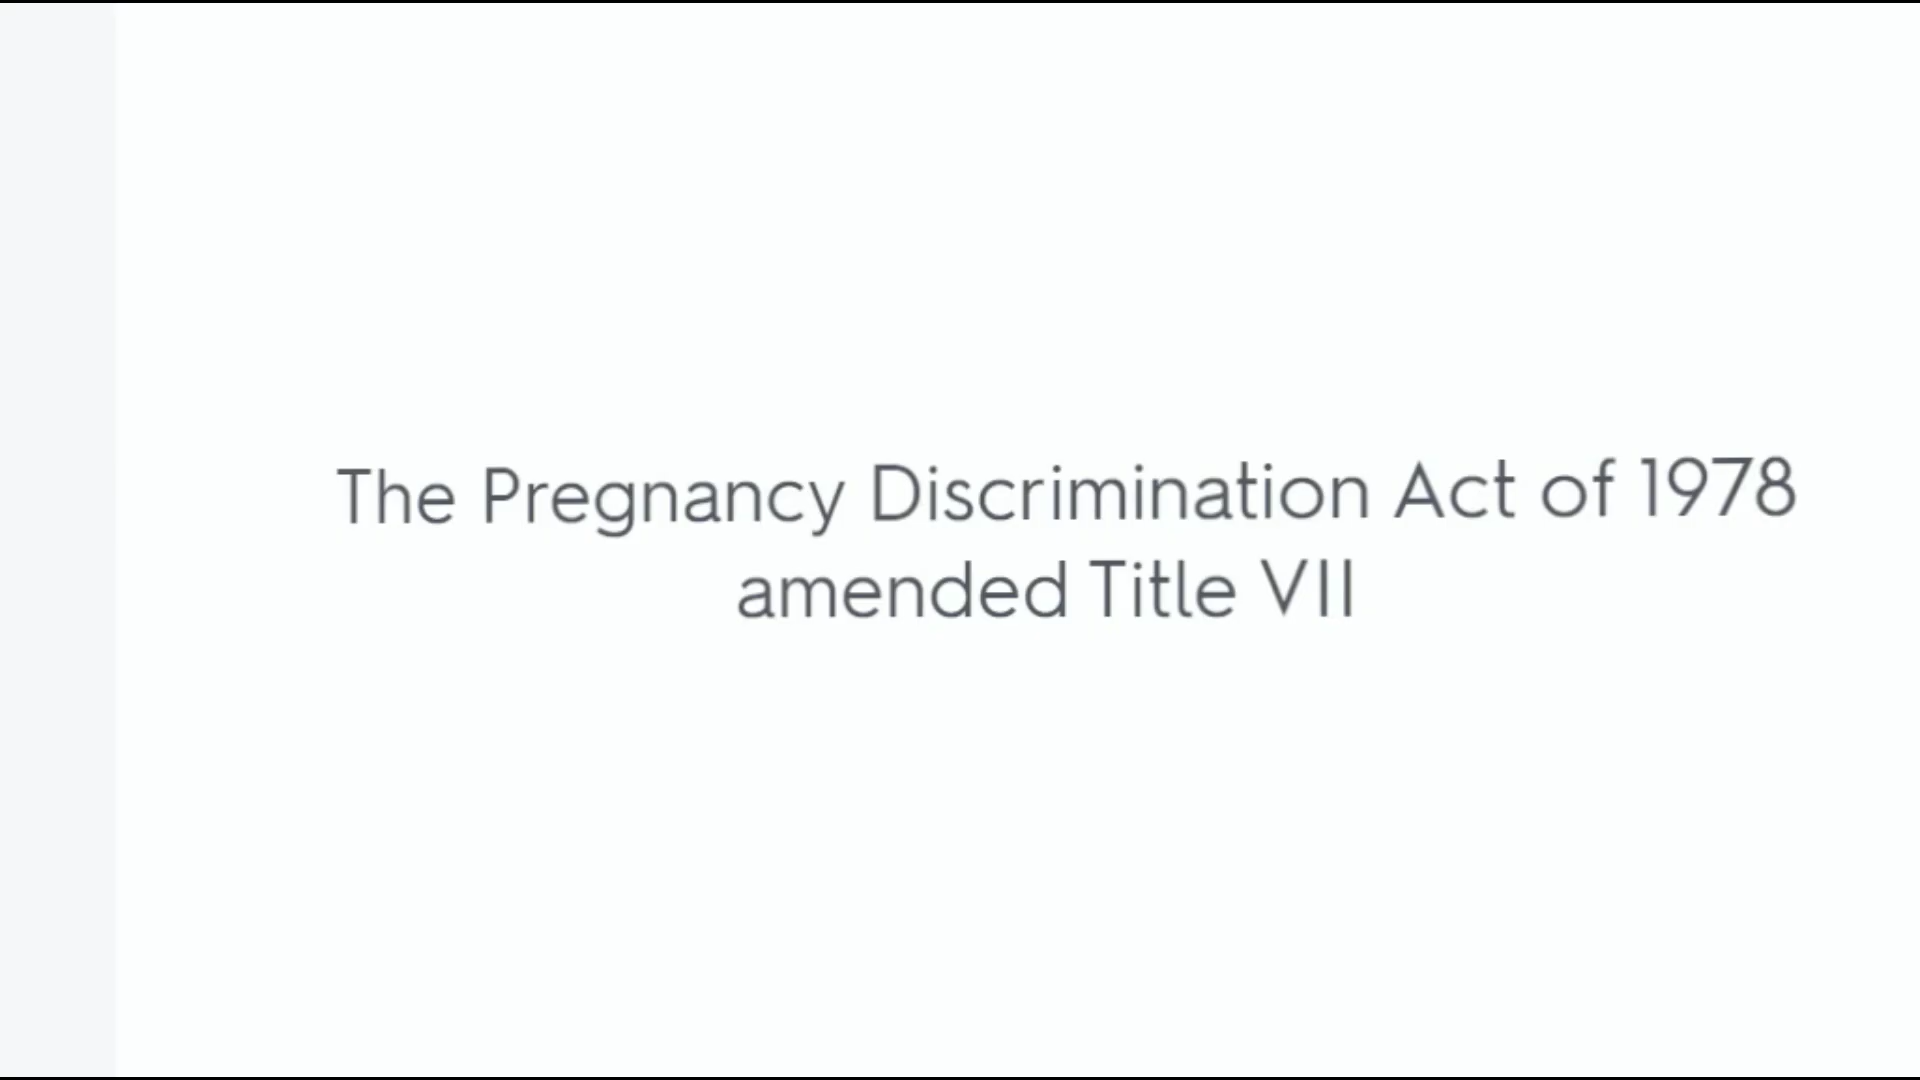 The Pregnancy Discrimination Act of 1978
amended Title VII